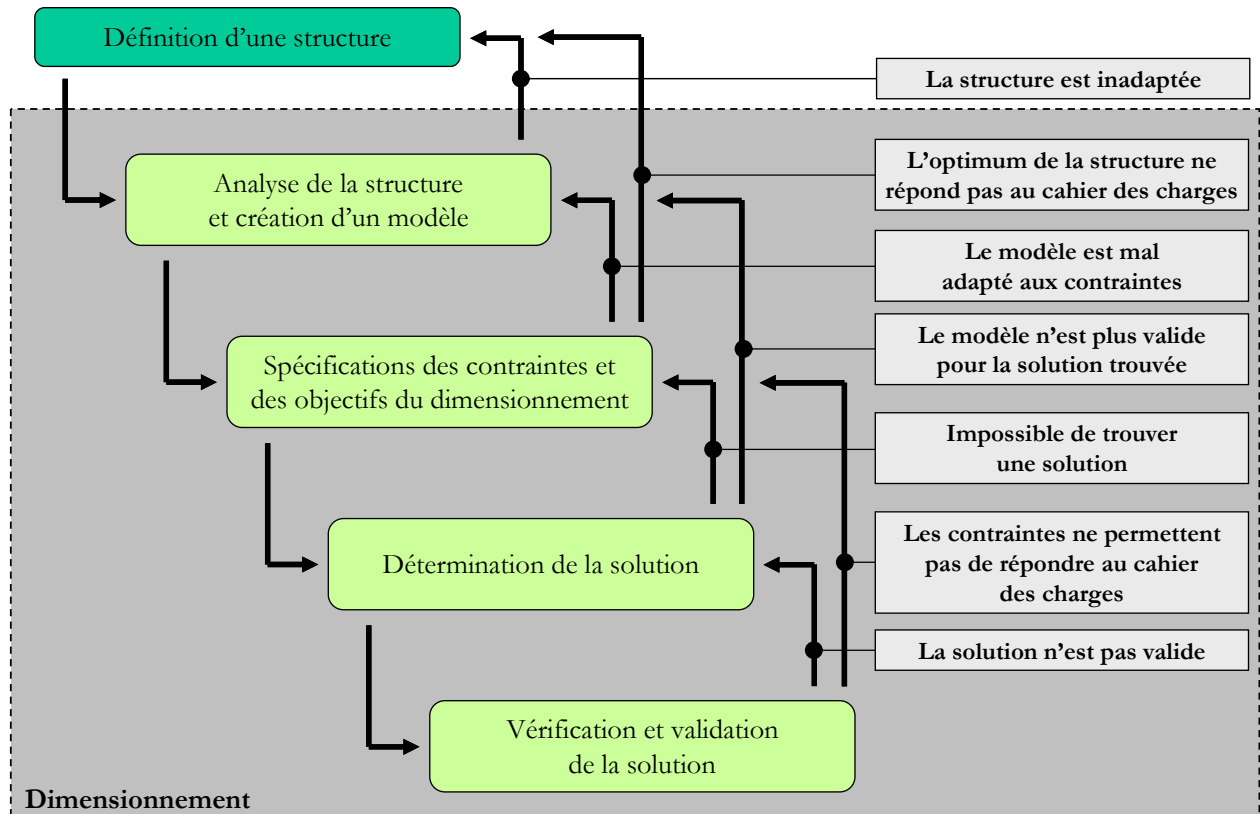 Définition d’une structure
La structure est inadaptée
Analyse de la structure
et création d’un modèle
L’optimum de la structure ne
répond pas au cahier des charges
Le modèle est mal
adapté aux contraintes
Spécifications des contraintes et
des objectifs du dimensionnement
Le modèle n’est plus valide
pour la solution trouvée
Impossible de trouver
une solution
Détermination de la solution
Les contraintes ne permettent
pas de répondre au cahier
des charges
La solution n’est pas valide
Vérification et validation
de la solution
Dimensionnement